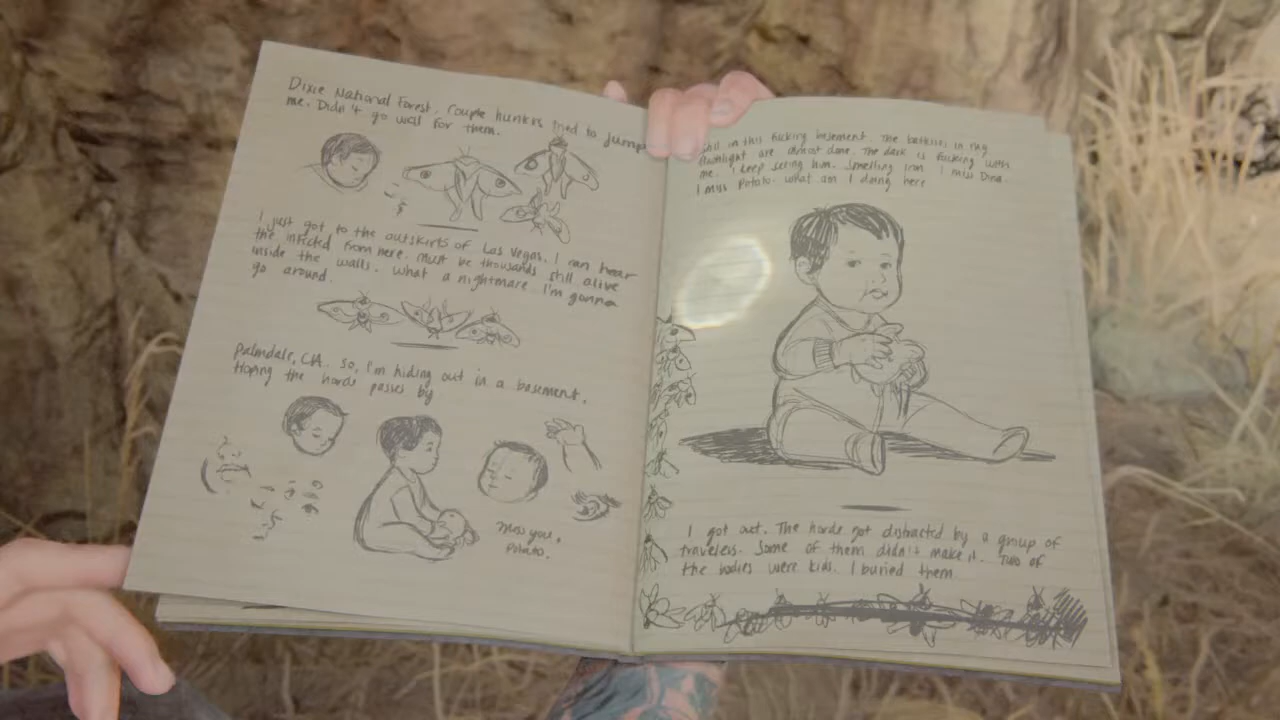 Dixie National Forest. Couple hunters tried to jump
me. Didn't go well for them.
I just got to the outskirts of Las Vegas. I can hear
the infected from here. Must be thousands still alive
inside the walls. What a nightmare. I'm gonna
go around.
Palmdale, CA. So, I'm hiding out in a basement.
Hoping the horde passes by
Miss you,
Potato.
still in this fucking basement. The batteries in my
flashlight are almost done. The dark is fucking with
me. I keep seeing him. Smelling him I miss Dina.
I miss Potato. What am I doing here
I got out. The horde got distracted by a group of
travelers. Some of them didn't make it. Two of
the bodies were kids. I buried them